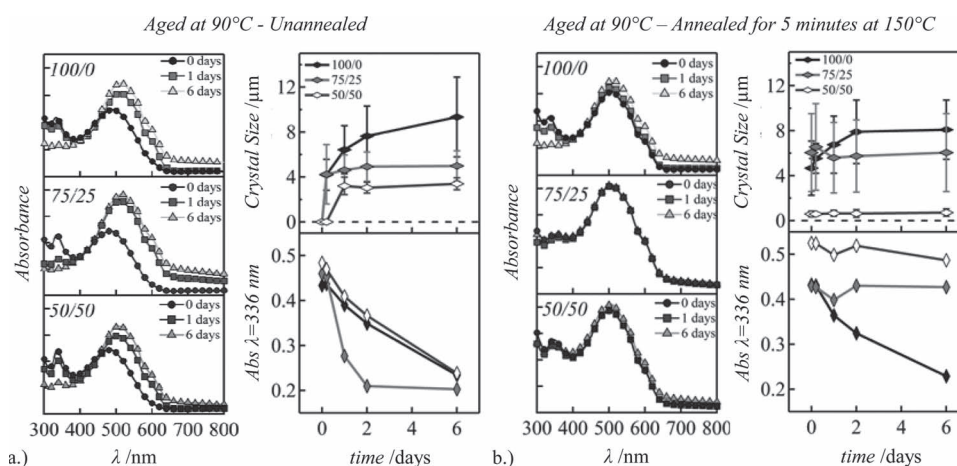 Aged at 90°C - Unannealed
100/0
0 days
1 days
6 days
75/25
0 days
1 days
6 days
50/50
0 days
1 days
6 days
Absorbance
300 400 500 600 700 800
λ /nm
a.)
100/0
75/25
50/50
12
8
4
0
Crystal Size /μm
0.5
0.4
0.3
0.2
Abs λ=336 nm
0 2 4 6
time /days
Aged at 90°C – Annealed for 5 minutes at 150°C
100/0
0 days
1 days
6 days
75/25
0 days
1 days
6 days
50/50
0 days
1 days
6 days
Absorbance
300 400 500 600 700 800
λ /nm
b.)
100/0
75/25
50/50
12
8
4
0
Crystal Size /μm
0.5
0.4
0.3
0.2
Abs λ=336 nm
0 2 4 6
time /days